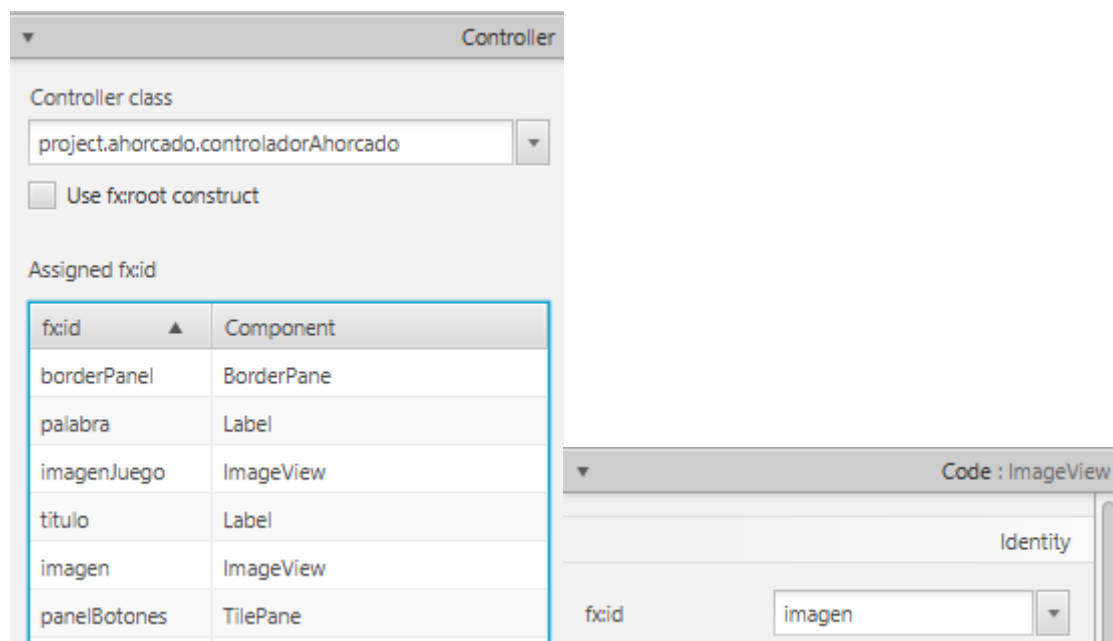 Controller
Controller class
project.ahorcado.controladorAhorcado
Use fx:root construct
Assigned fx:id
fx:id Component
borderPanel BorderPane
palabra Label
imagenJuego ImageView
titulo Label
imagen ImageView
panelBotones TilePane
Code : ImageView
Identity
fx:id imagen